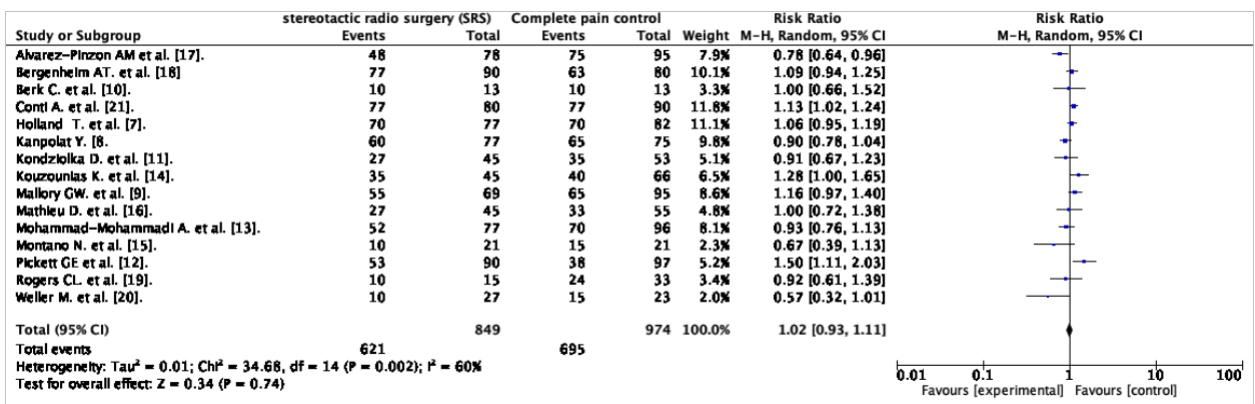 stereotactic radio surgery (SRS) Complete pain control Risk Ratio Risk Ratio
Study or Subgroup Events Total Events Total Weight M-H, Random, 95% CI M-H, Random, 95% CI
Alvarez-Pinzon AM et al. [17]. 48 78 75 95 7.9% 0.78 [0.64, 0.96]
Bergenheim AT. et al. [18] 77 90 63 80 10.1% 1.09 [0.94, 1.25]
Berk C. et al. [10]. 10 13 10 13 3.3% 1.00 [0.66, 1.52]
Conti A. et al. [21]. 77 80 77 90 11.8% 1.13 [1.02, 1.24]
Holland T. et al. [7]. 70 77 70 82 11.1% 1.06 [0.95, 1.19]
Kanpolat Y. [8. 60 77 65 75 9.8% 0.90 [0.78, 1.04]
Kondziolka D. et al. [11]. 27 45 35 53 5.1% 0.91 [0.67, 1.23]
Kouzounias K. et al. [14]. 35 45 40 66 6.5% 1.28 [1.00, 1.65]
Mallory GW. et al. [9]. 55 69 65 95 8.6% 1.16 [0.97, 1.40]
Mathieu D. et al. [16]. 27 45 33 55 4.8% 1.00 [0.72, 1.38]
Mohammad-Mohammadi A. et al. [13]. 52 77 70 96 8.1% 0.93 [0.76, 1.13]
Montano N. et al. [15]. 10 21 15 21 2.3% 0.67 [0.39, 1.13]
Pickett GE et al. [12]. 53 90 38 97 5.2% 1.50 [1.11, 2.03]
Rogers CL. et al. [19]. 10 15 24 33 3.4% 0.92 [0.61, 1.39]
Weller M. et al. [20]. 10 27 15 23 2.0% 0.57 [0.32, 1.01]
Total (95% CI) 849 974 100.0% 1.02 [0.93, 1.11]
Total events 621 695
Heterogeneity: Tau² = 0.01; Chi² = 34.68, df = 14 (P = 0.002); I² = 60%
Test for overall effect: Z = 0.34 (P = 0.74)
0.01 0.1 1 10 100
Favours [experimental] Favours [control]